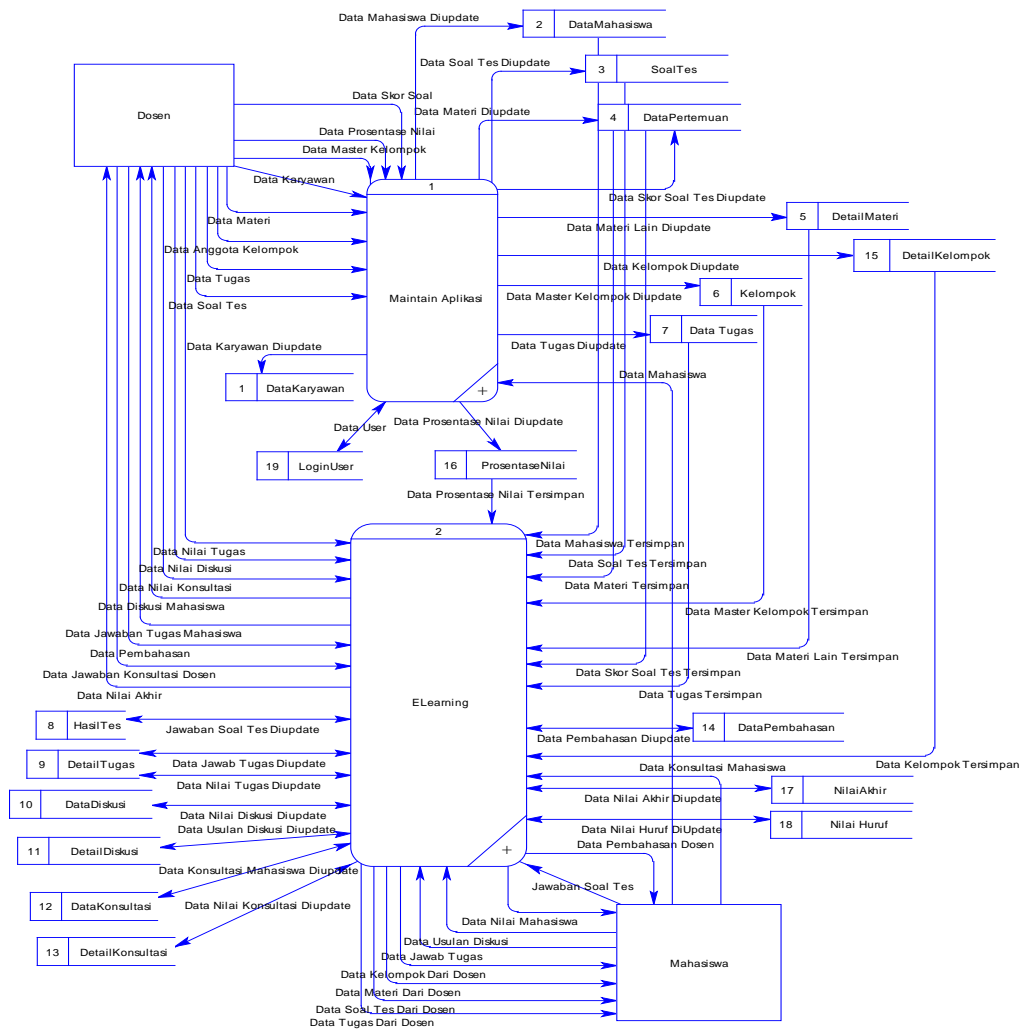 Data Mahasiswa Diupdate
2 DataMahasiswa
Data Soal Tes Diupdate
3 SoalTes
Dosen
Data Skor Soal
Data Materi Diupdate
4 DataPertemuan
Data Prosentase Nilai
Data Master Kelompok
Data Karyawan
1
Data Skor Soal Tes Diupdate
Data Materi
Data Materi Lain Diupdate
5 DetailMateri
Data Anggota Kelompok
15 DetailKelompok
Data Kelompok Diupdate
Data Tugas
Data Soal Tes
Maintain Aplikasi
Data Master Kelompok Diupdate
6 Kelompok
7 Data Tugas
Data Tugas Diupdate
Data Karyawan Diupdate
Data Mahasiswa
1 DataKaryawan
+
Data User
Data Prosentase Nilai Diupdate
19 LoginUser
16 ProsentaseNilai
Data Prosentase Nilai Tersimpan
2
Data Mahasiswa Tersimpan
Data Nilai Tugas
Data Soal Tes Tersimpan
Data Nilai Diskusi
Data Materi Tersimpan
Data Nilai Konsultasi
Data Diskusi Mahasiswa
Data Master Kelompok Tersimpan
Data Jawaban Tugas Mahasiswa
Data Pembahasan
Data Materi Lain Tersimpan
Data Jawaban Konsultasi Dosen
Data Skor Soal Tes Tersimpan
Data Nilai Akhir
Data Tugas Tersimpan
ELearning
8 HasilTes
Jawaban Soal Tes Diupdate
14 DataPembahasan
Data Pembahasan Diupdate
9 DetailTugas
Data Jawab Tugas Diupdate
Data Kelompok Tersimpan
Data Konsultasi Mahasiswa
Data Nilai Tugas Diupdate
17 NilaiAkhir
Data Nilai Akhir Diupdate
10 DataDiskusi
Data Nilai Diskusi Diupdate
18 Nilai Huruf
Data Usulan Diskusi Diupdate
Data Nilai Huruf DiUpdate
Data Pembahasan Dosen
11 DetailDiskusi
+
Data Konsultasi Mahasiswa Diupdate
Jawaban Soal Tes
12 DataKonsultasi
Data Nilai Konsultasi Diupdate
Data Nilai Mahasiswa
13 DetailKonsultasi
Data Usulan Diskusi
Data Jawab Tugas
Mahasiswa
Data Kelompok Dari Dosen
Data Materi Dari Dosen
Data Soal Tes Dari Dosen
Data Tugas Dari Dosen